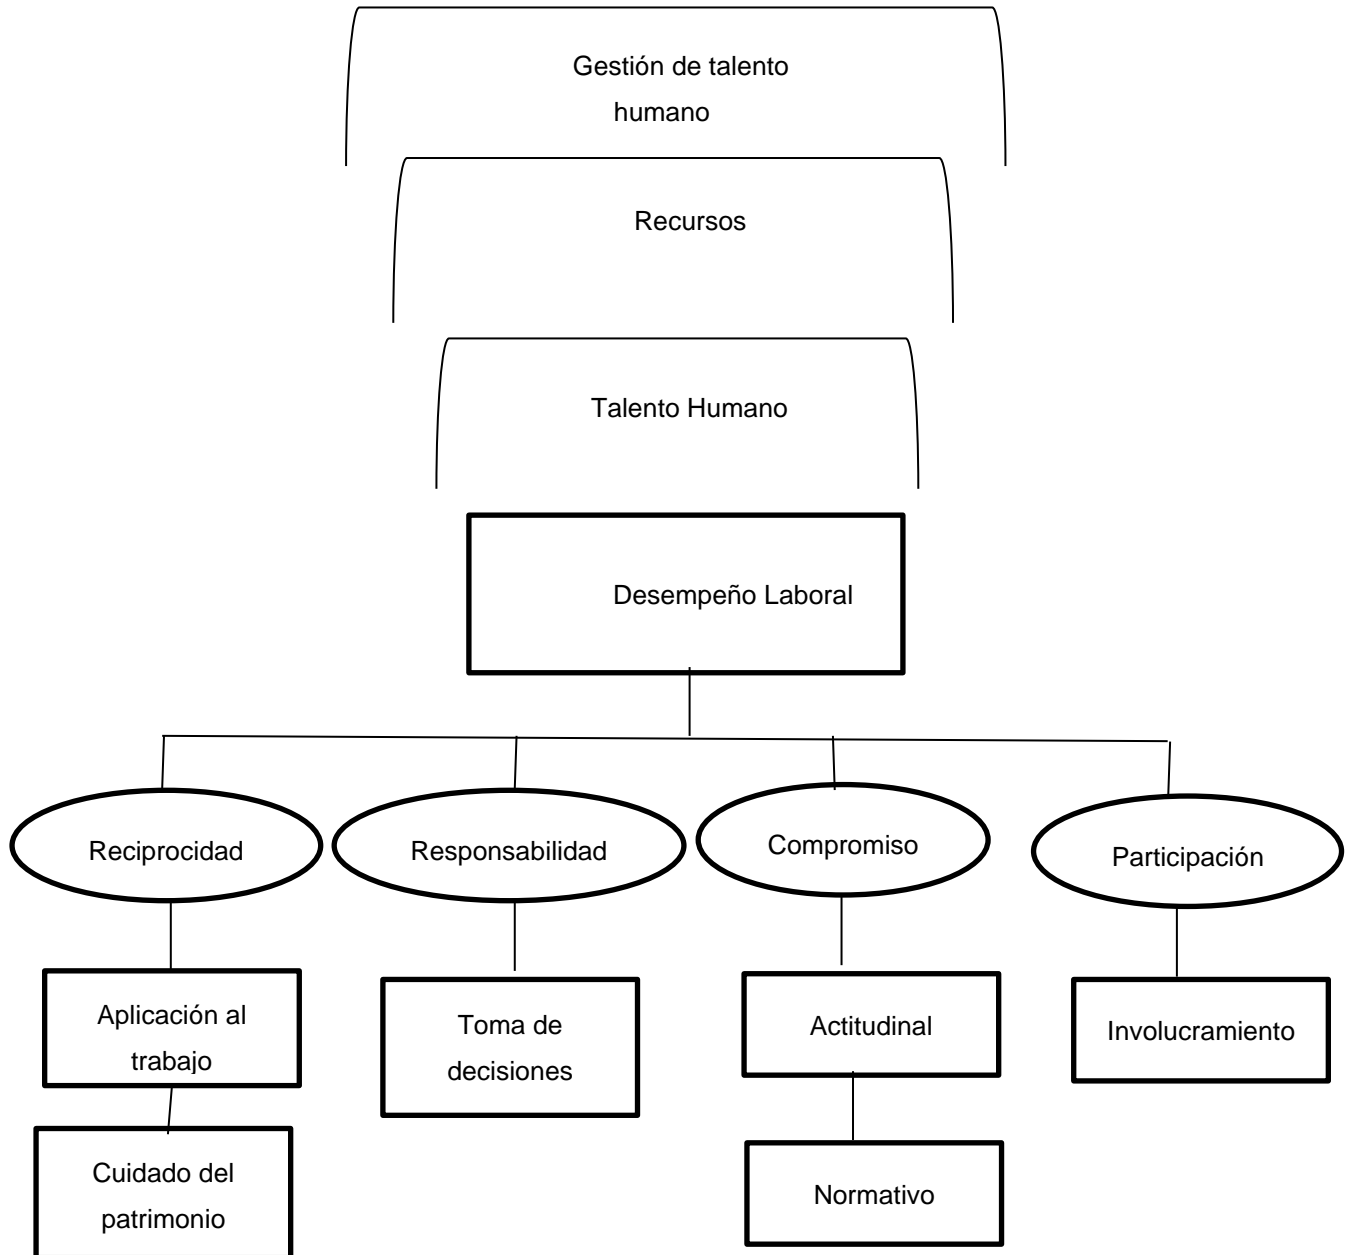 Gestión de talento
humano
Recursos
Talento Humano
Desempeño Laboral
Reciprocidad
Responsabilidad
Compromiso
Participación
Aplicación al
trabajo
Toma de
decisiones
Actitudinal
Involucramiento
Cuidado del
patrimonio
Normativo